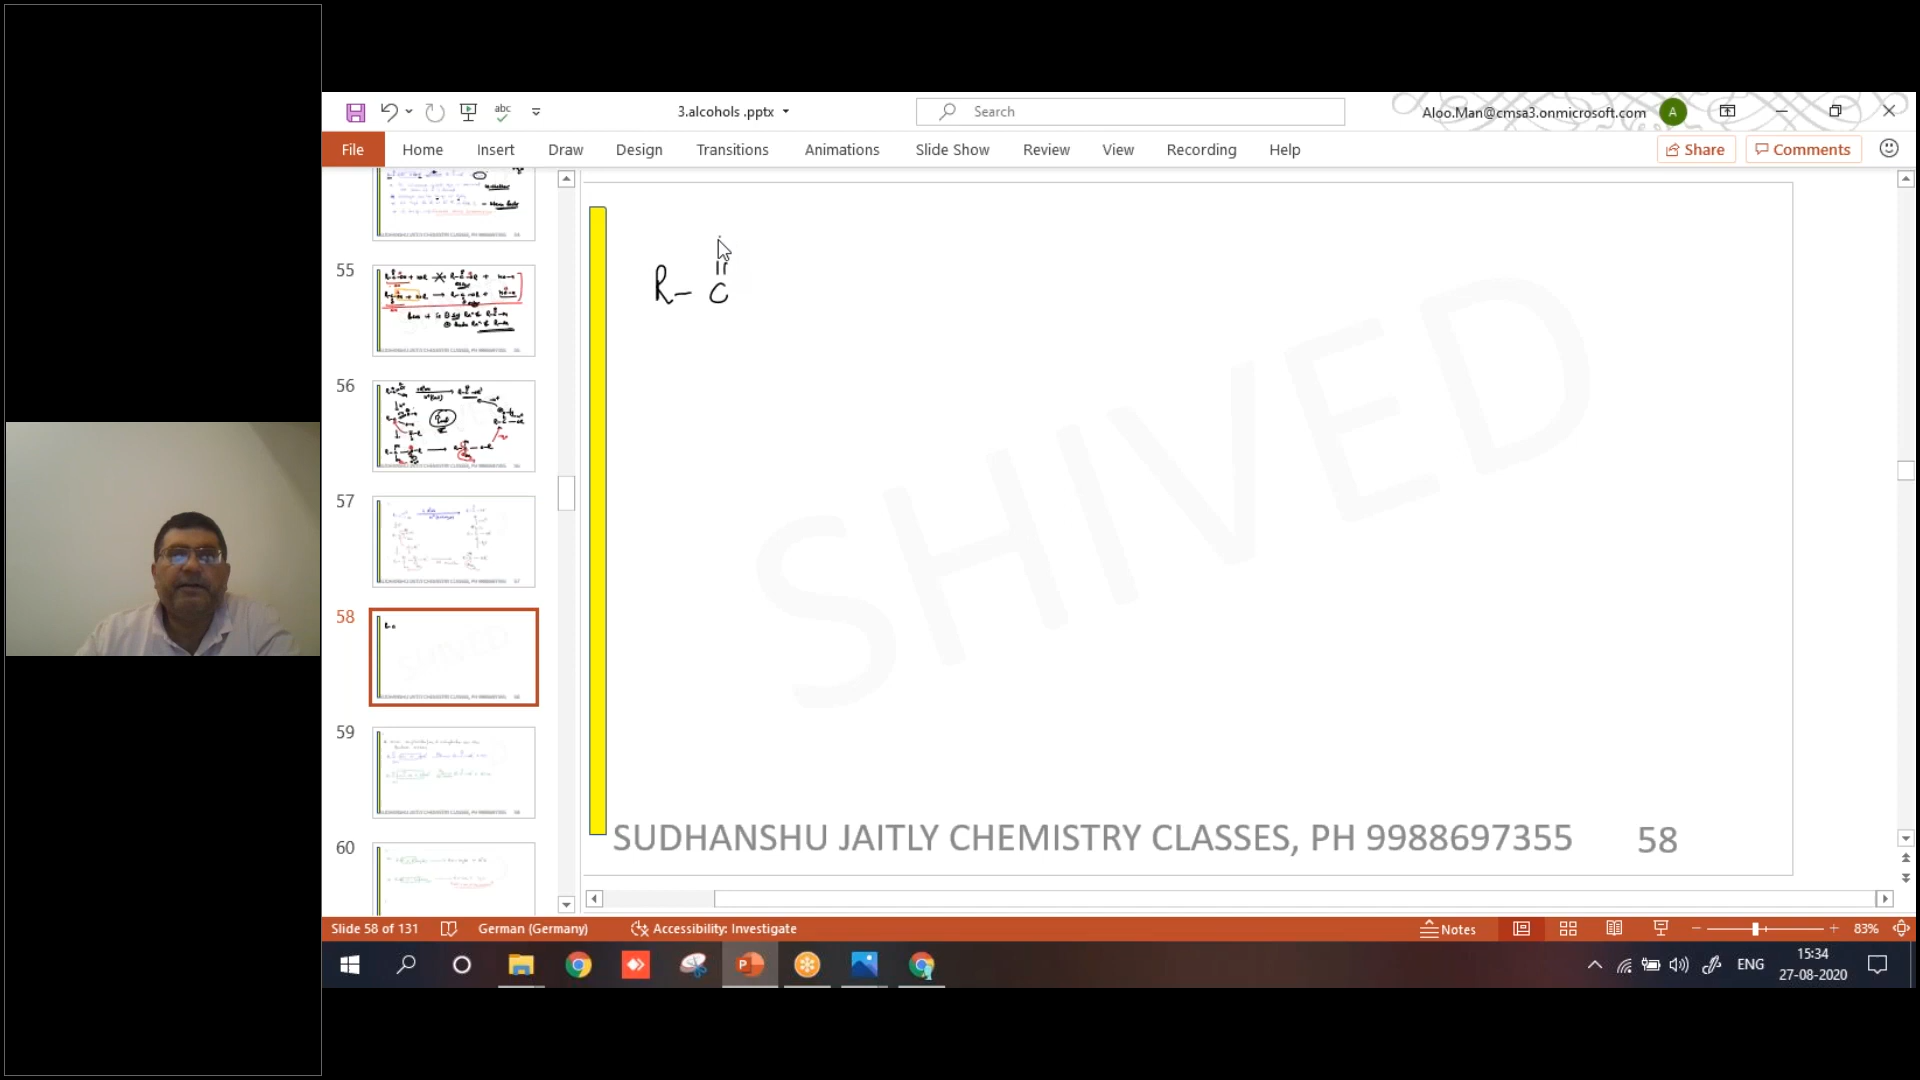 abc
3.alcohols .pptx
Search
Aloo.Man@cmsa3.onmicrosoft.com
A
File Home Insert Draw Design Transitions Animations Slide Show Review View Recording Help
Share
Comments
55
56
57
58
59
60
R- C
SHIVED
SUDHANSHU JAITLY CHEMISTRY CLASSES, PH 9988697355 58
Slide 58 of 131
German (Germany)
Accessibility: Investigate
Notes
83%
ENG
15:34
27-08-2020